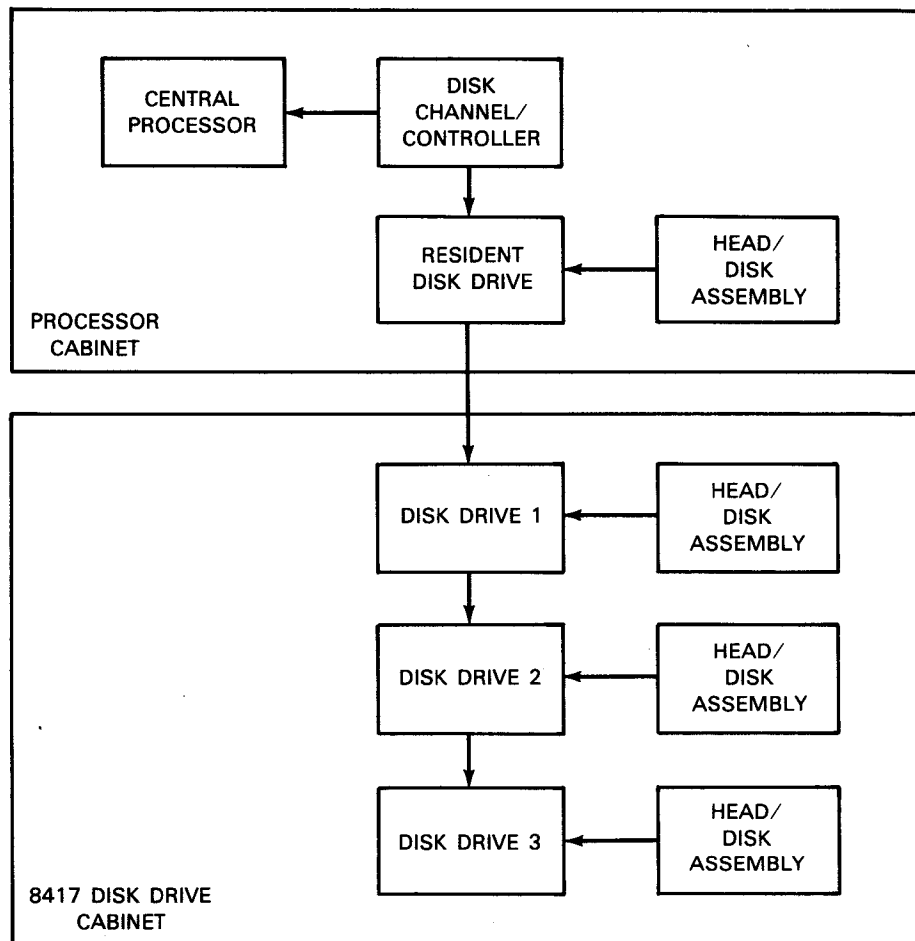 CENTRAL
PROCESSOR
DISK
CHANNEL/
CONTROLLER
RESIDENT
DISK DRIVE
HEAD/
DISK
ASSEMBLY
PROCESSOR
CABINET
DISK DRIVE 1
HEAD/
DISK
ASSEMBLY
DISK DRIVE 2
HEAD/
DISK
ASSEMBLY
DISK DRIVE 3
HEAD/
DISK
ASSEMBLY
8417 DISK DRIVE
CABINET